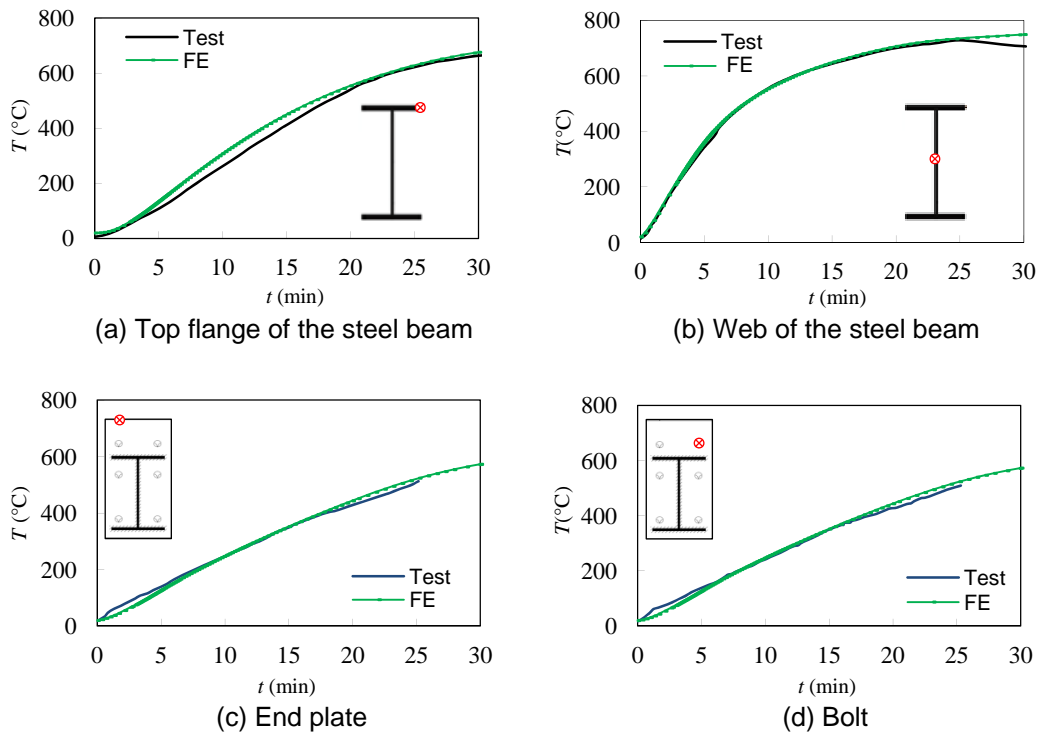 800
600
400
200
0
T (°C)
Test
FE
0 5 10 15 20 25 30
t (min)
(a) Top flange of the steel beam
800
600
400
200
0
T(°C)
Test
FE
0 5 10 15 20 25 30
t (min)
(b) Web of the steel beam
800
600
400
200
0
T (°C)
Test
FE
0 5 10 15 20 25 30
t (min)
(c) End plate
800
600
400
200
0
T(°C)
Test
FE
0 5 10 15 20 25 30
t (min)
(d) Bolt